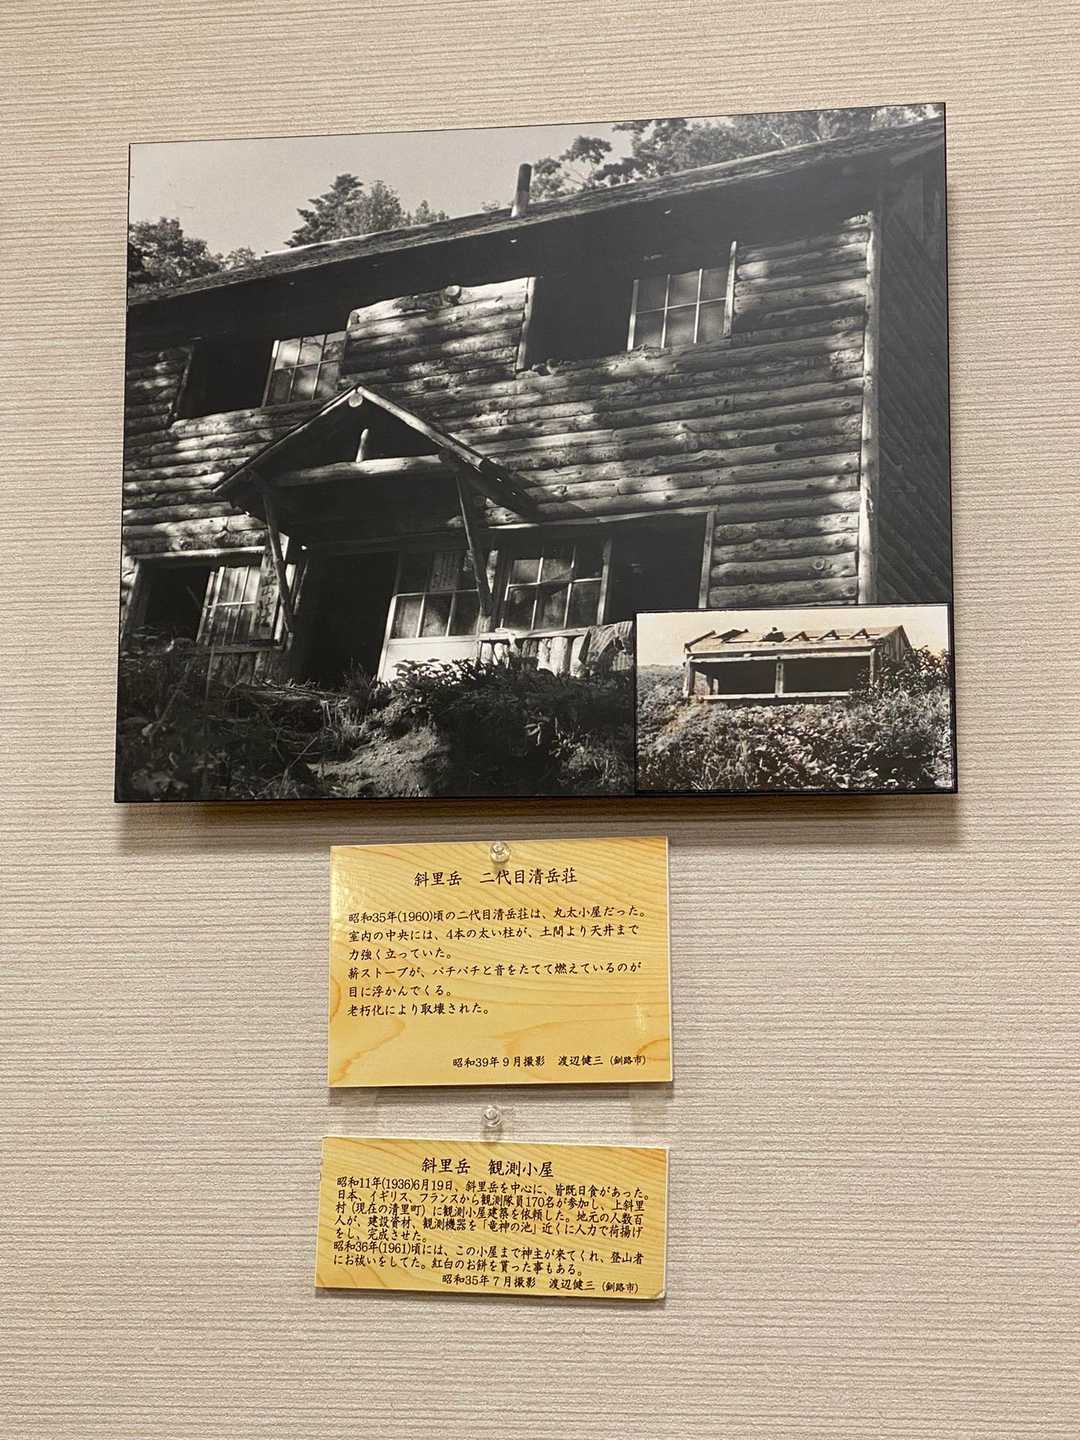 斜里岳　二代目清岳荘
昭和35年(1960)頃の二代目清岳荘は、丸太小屋だった。
室内の中央には、4本の太い柱が、土間より天井まで
力強く立っていた。
薪ストーブが、パチパチと音をたてて燃えているのが
目に浮かんでくる。
老朽化により取壊された。
昭和39年９月撮影　渡辺健三（釧路市）
斜里岳　観測小屋
昭和11年(1936)6月19日、斜里岳を中心に、皆既日食があった。
日本、イギリス、フランスから観測隊員170名が参加し、上斜里
村（現在の清里町）に観測小屋建築を依頼した。地元の人数百
人が、建設資材、観測機器を「竜神の池」近くに人力で荷揚げ
をし、完成させた。
昭和36年(1961)頃には、この小屋まで神主が来てくれ、登山者
にお祓いをしてた。紅白のお餅を貰った事もある。
昭和35年７月撮影　渡辺健三（釧路市）